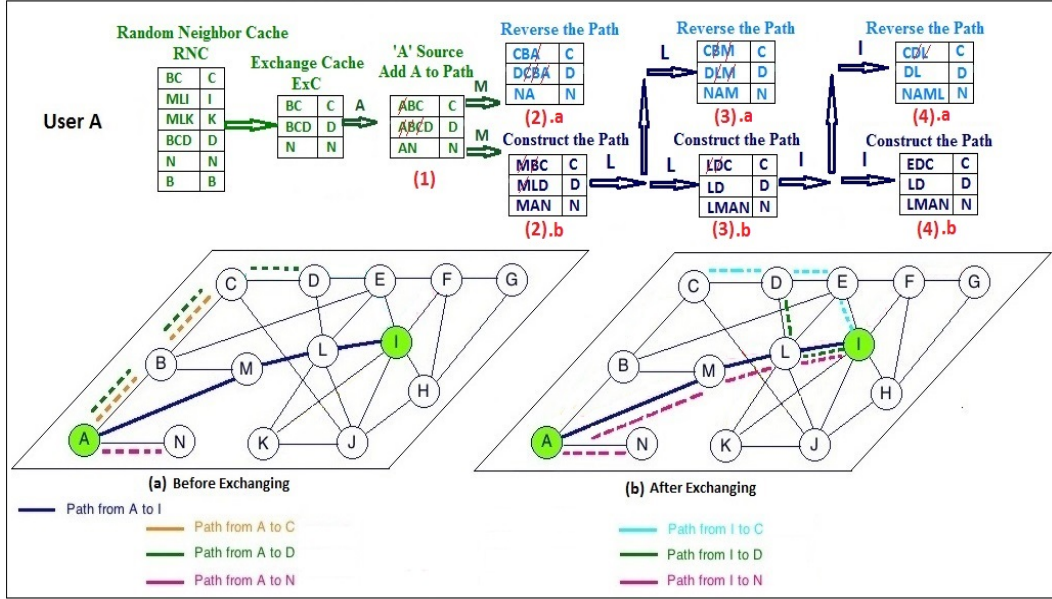 User A
Random Neighbor Cache
RNC
BC C
MLI I
MLK K
BCD D
N N
B B
Exchange Cache
ExC
BC C
BCD D
N N
A
'A' Source
Add A to Path
ABC C
ABCD D
AN N
(1)
M
M
Reverse the Path
CBA C
DCBA D
NA N
(2).a
Construct the Path
MBC C
MLD D
MAN N
(2).b
L
L
L
Reverse the Path
CBM C
DLM D
NAM N
(3).a
Construct the Path
LDC C
LD D
LMAN N
(3).b
I
I
I
Reverse the Path
CDL C
DL D
NAML N
(4).a
Construct the Path
EDC C
LD D
LMAN N
(4).b
C D E F G
B M L I H
A N K J
(a) Before Exchanging
Path from A to I
Path from A to C
Path from A to D
Path from A to N
C D E F G
B M L I H
A N K J
(b) After Exchanging
Path from I to C
Path from I to D
Path from I to N